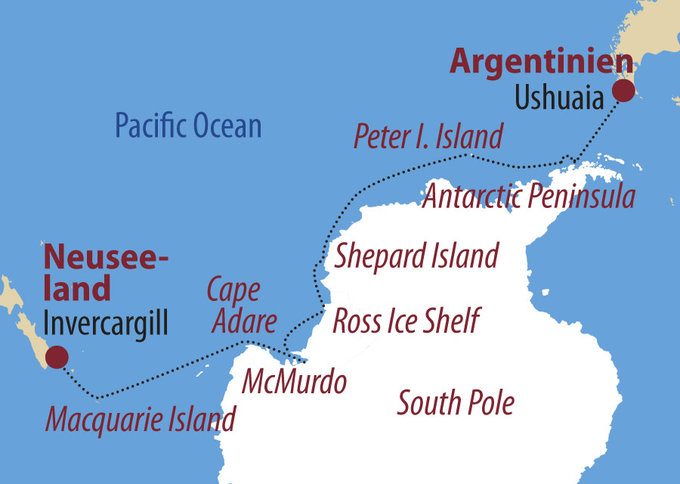 Argentinien
Ushuaia
Pacific Ocean
Peter I. Island
Antarctic Peninsula
Neusee-
land
Invercargill
Shepard Island
Cape
Adare
Ross Ice Shelf
McMurdo
South Pole
Macquarie Island